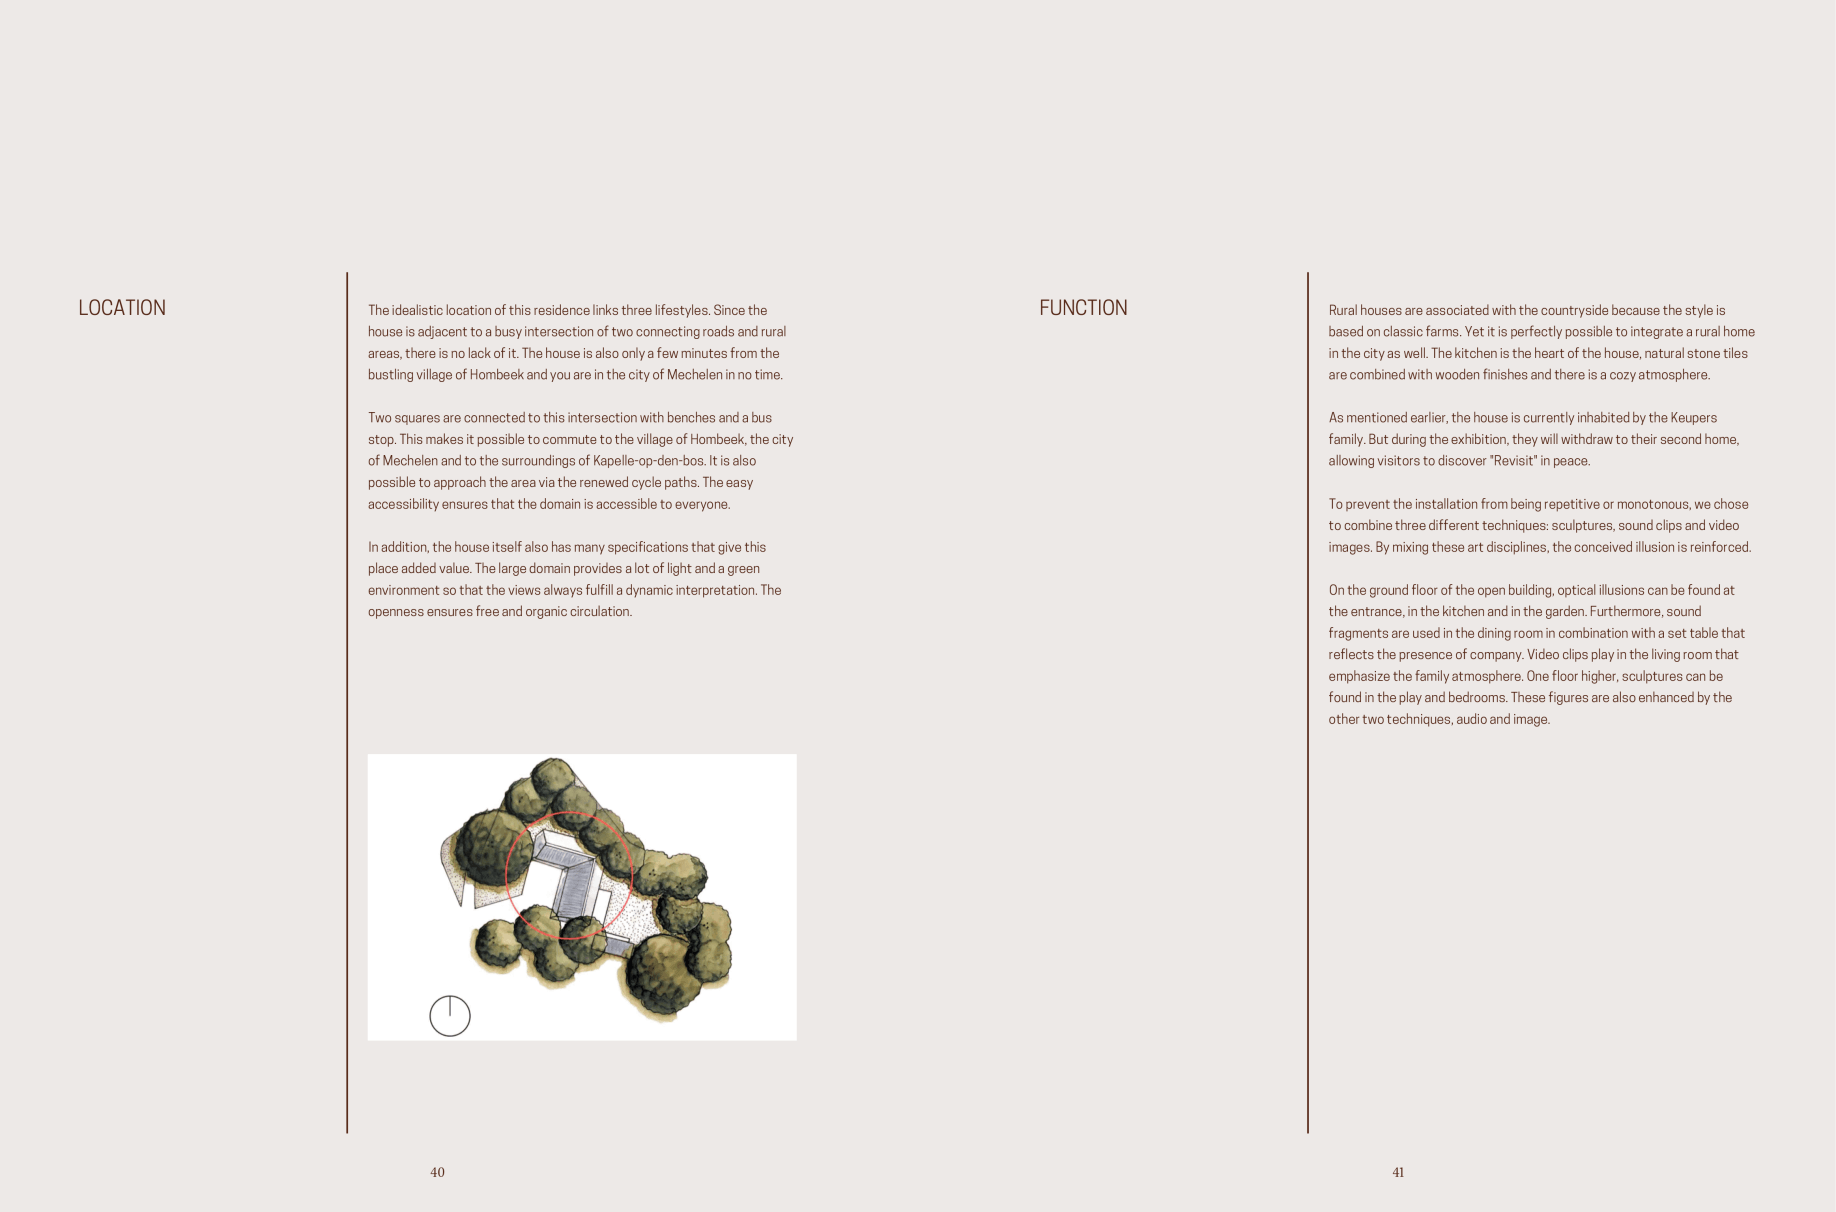 LOCATION
The idealistic location of this residence links three lifestyles. Since the
house is adjacent to a busy intersection of two connecting roads and rural
areas, there is no lack of it. The house is also only a few minutes from the
bustling village of Hombeek and you are in the city of Mechelen in no time.
Two squares are connected to this intersection with benches and a bus
stop. This makes it possible to commute to the village of Hombeek, the city
of Mechelen and to the surroundings of Kapelle-op-den-bos. It is also
possible to approach the area via the renewed cycle paths. The easy
accessibility ensures that the domain is accessible to everyone.
In addition, the house itself also has many specifications that give this
place added value. The large domain provides a lot of light and a green
environment so that the views always fulfill a dynamic interpretation. The
openness ensures free and organic circulation.
40
FUNCTION
Rural houses are associated with the countryside because the style is
based on classic farms. Yet it is perfectly possible to integrate a rural home
in the city as well. The kitchen is the heart of the house, natural stone tiles
are combined with wooden finishes and there is a cozy atmosphere.
As mentioned earlier, the house is currently inhabited by the Keupers
family. But during the exhibition, they will withdraw to their second home,
allowing visitors to discover "Revisit" in peace.
To prevent the installation from being repetitive or monotonous, we chose
to combine three different techniques: sculptures, sound clips and video
images. By mixing these art disciplines, the conceived illusion is reinforced.
On the ground floor of the open building, optical illusions can be found at
the entrance, in the kitchen and in the garden. Furthermore, sound
fragments are used in the dining room in combination with a set table that
reflects the presence of company. Video clips play in the living room that
emphasize the family atmosphere. One floor higher, sculptures can be
found in the play and bedrooms. These figures are also enhanced by the
other two techniques, audio and image.
41